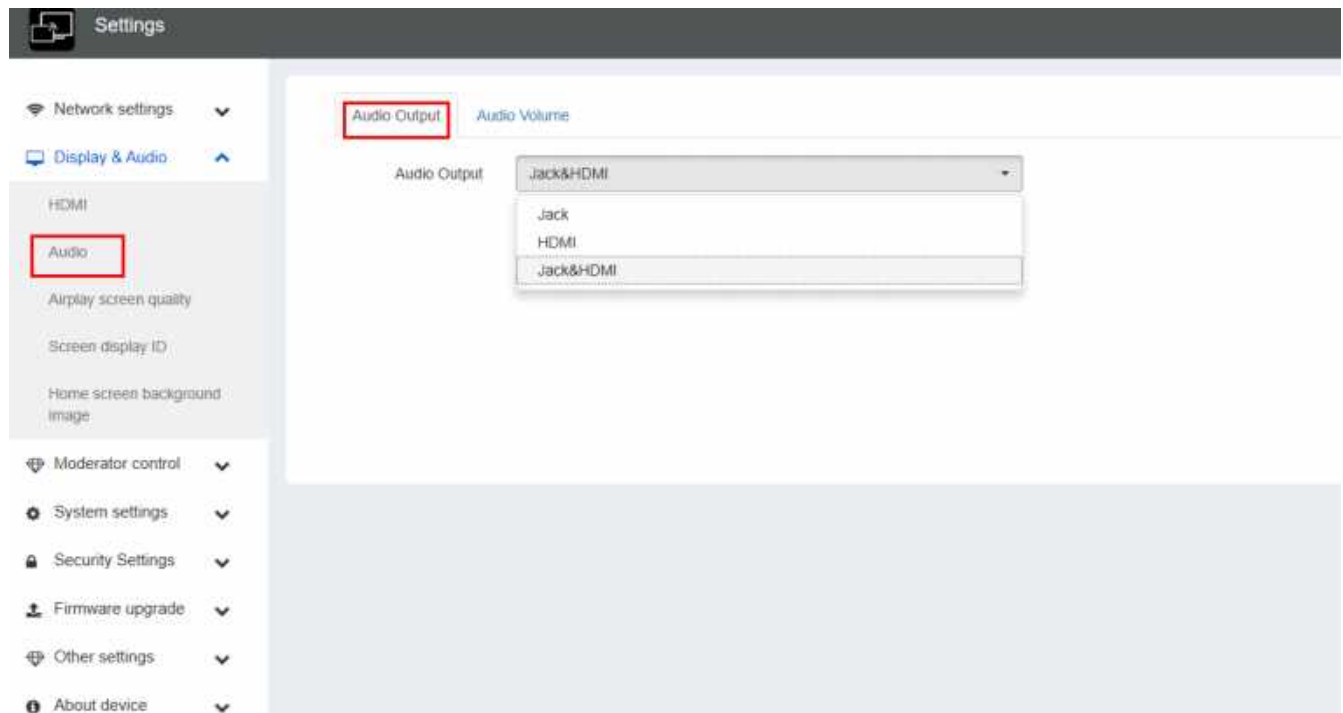 Settings
Network settings
Display & Audio
HDMI
Audio
Airplay screen quality
Screen display ID
Home screen background
image
Moderator control
System settings
Security Settings
Firmware upgrade
Other settings
About device
Audio Output
Audio Volume
Audio Output
Jack&HDMI
Jack
HDMI
Jack&HDMI